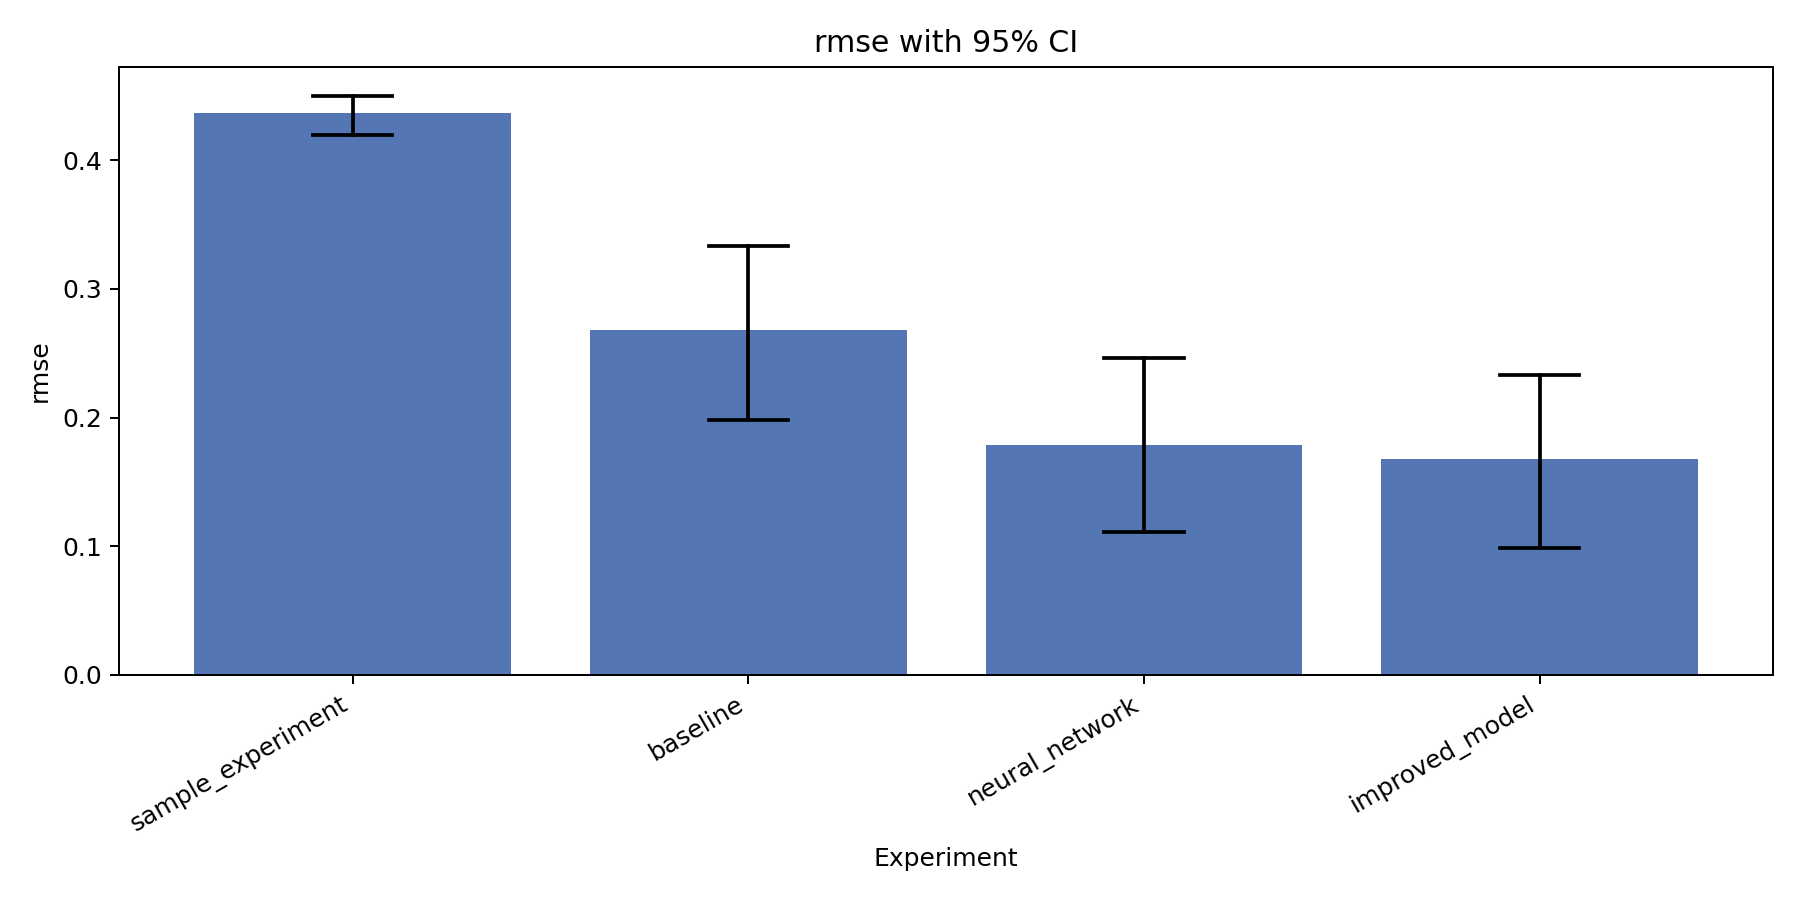 rmse with 95% CI
rmse
0.4
0.3
0.2
0.1
0.0
sample_experiment
baseline
neural_network
improved_model
Experiment